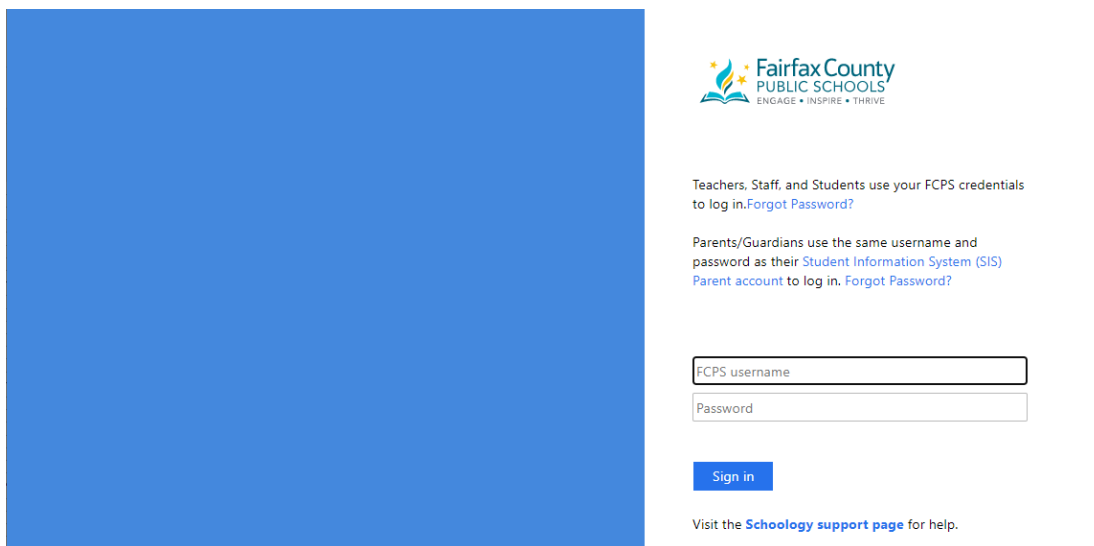 Fairfax County
PUBLIC SCHOOLS
ENGAGE • INSPIRE • THRIVE
Teachers, Staff, and Students use your FCPS credentials
to log in.Forgot Password?
Parents/Guardians use the same username and
password as their Student Information System (SIS)
Parent account to log in. Forgot Password?
FCPS username
Password
Sign in
Visit the Schoology support page for help.